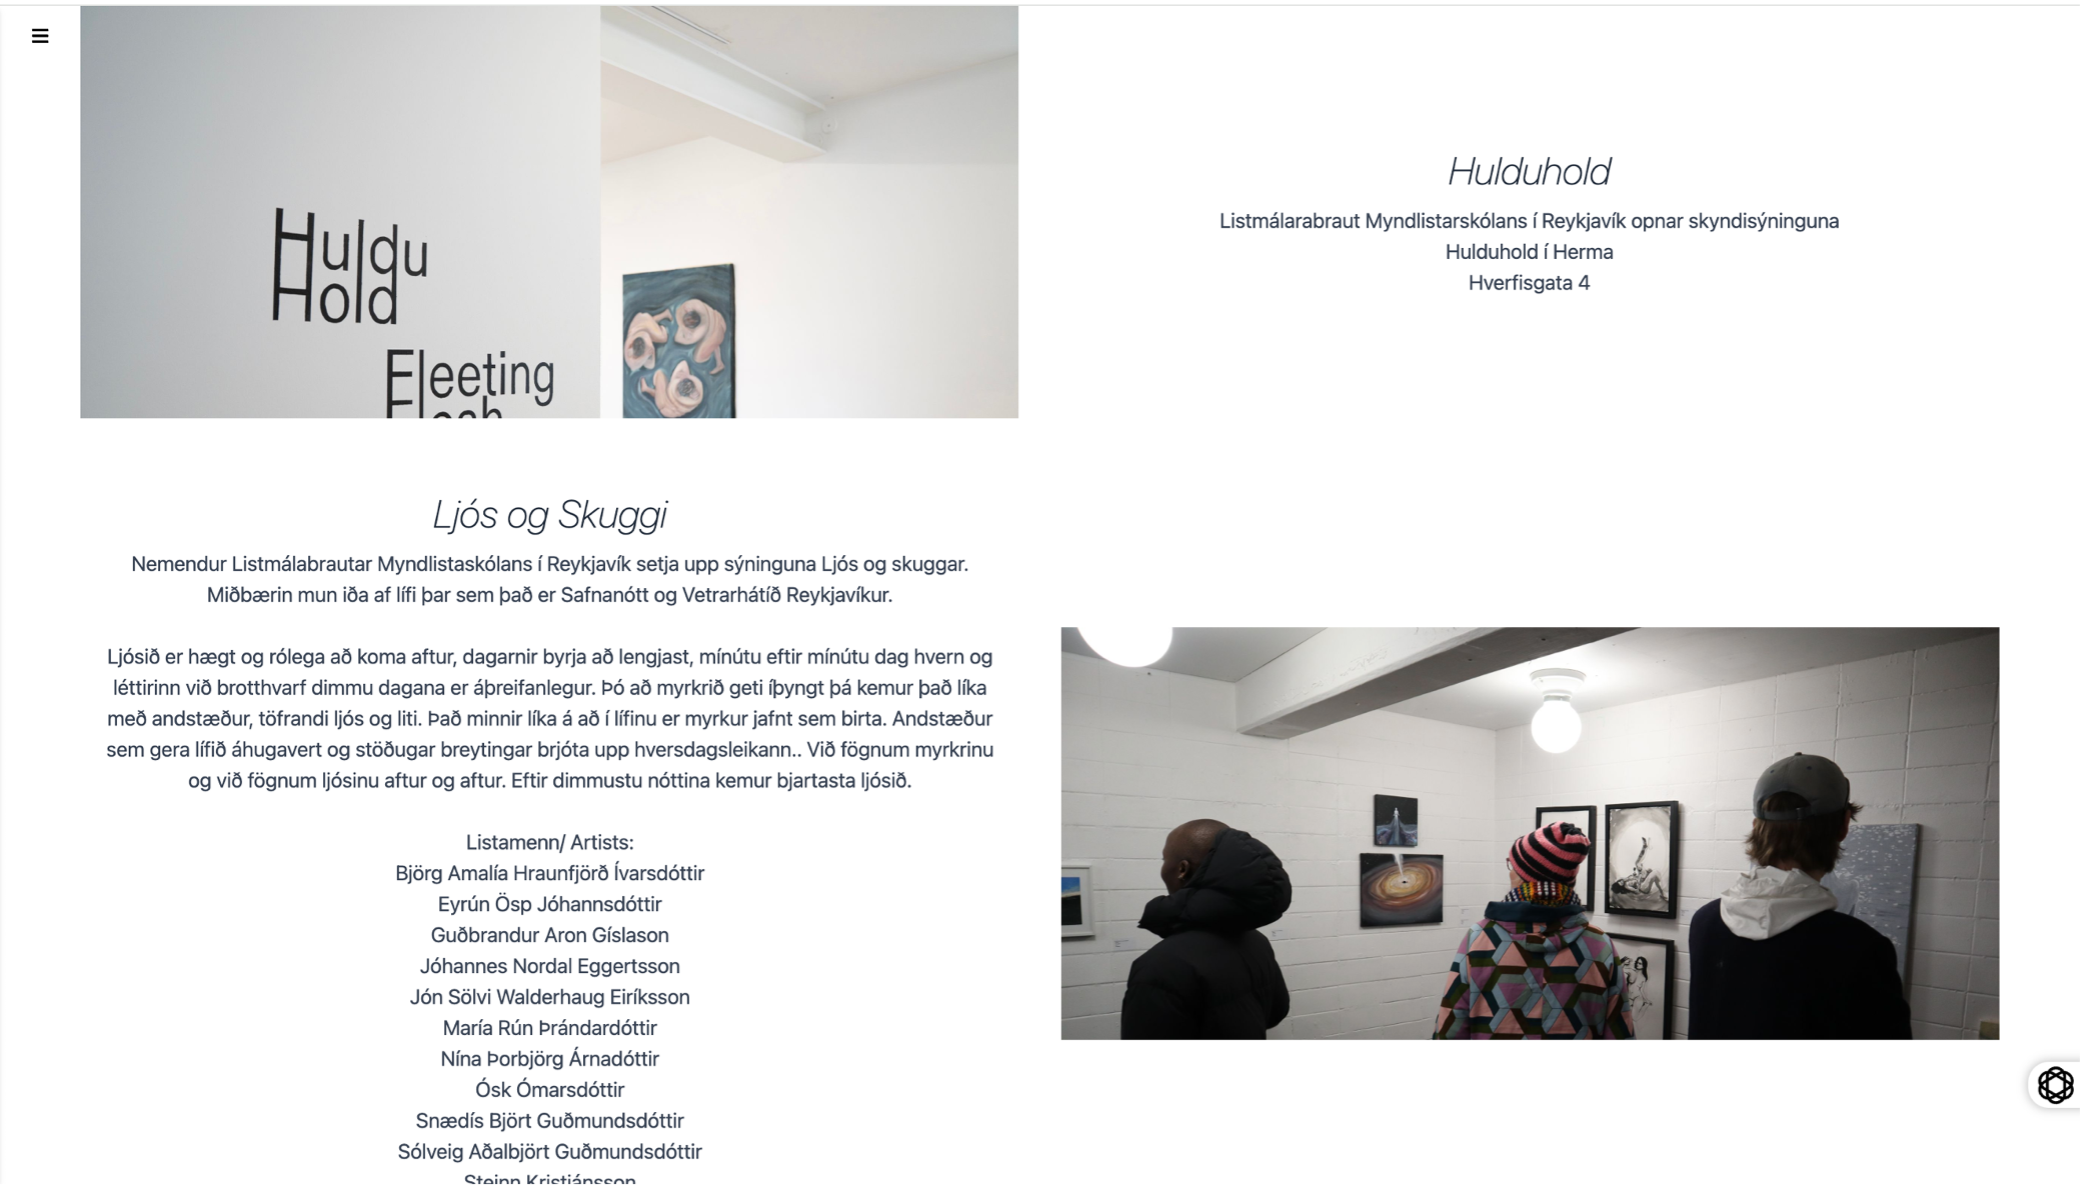 Huldu
Hold
Fleeting
Hulduhold
Listmálarabraut Myndlistarskólans í Reykjavík opnar skyndisýninguna
Hulduhold í Herma
Hverfisgata 4
Ljós og Skuggi
Nemendur Listmálabrautar Myndlistaskólans í Reykjavík setja upp sýninguna Ljós og skuggar.
Miðbærin mun iða af lífi þar sem það er Safnanótt og Vetrarhátíð Reykjavíkur.
Ljósið er hægt og rólega að koma aftur, dagarnir byrja að lengjast, mínútu eftir mínútu dag hvern og
léttirinn við brotthvarf dimmu dagana er áþreifanlegur. Þó að myrkrið geti íþyngt þá kemur það líka
með andstæður, töfrandi ljós og liti. Það minnir líka á að í lífinu er myrkur jafnt sem birta. Andstæður
sem gera lífið áhugavert og stöðugar breytingar brjóta upp hversdagsleikann.. Við fögnum myrkrinu
og við fögnum ljósinu aftur og aftur. Eftir dimmustu nóttina kemur bjartasta ljósið.
Listamenn/ Artists:
Björg Amalía Hraunfjörð Ívarsdóttir
Eyrún Ösp Jóhannsdóttir
Guðbrandur Aron Gíslason
Jóhannes Nordal Eggertsson
Jón Sölvi Walderhaug Eiríksson
María Rún Þrándardóttir
Nína Þorbjörg Árnadóttir
Ósk Ómarsdóttir
Snædís Björt Guðmundsdóttir
Sólveig Aðalbjört Guðmundsdóttir
Steinn Kristjánsson